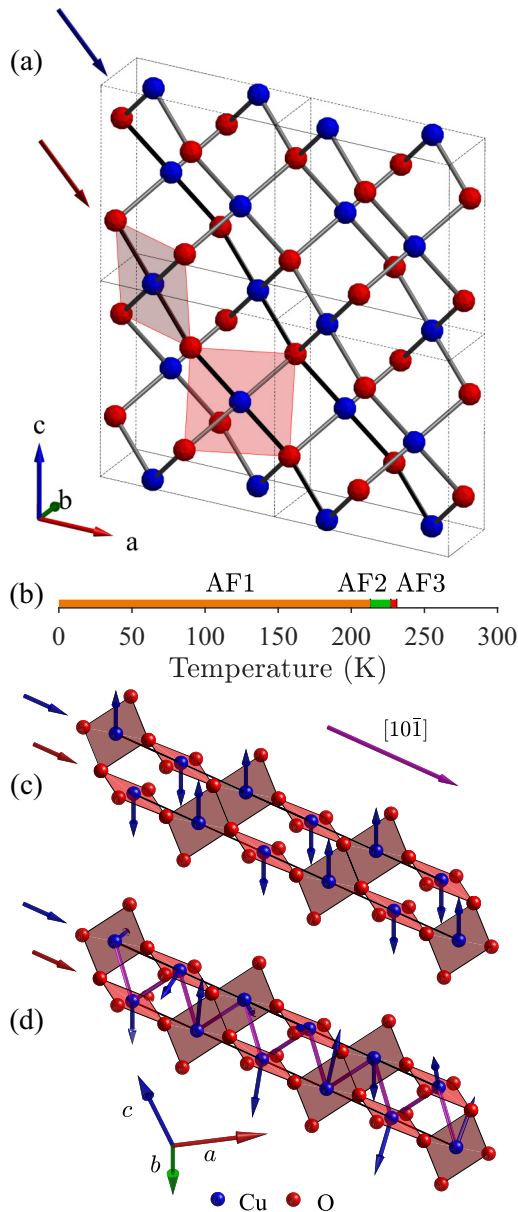 (a)
c
b
a
(b)
AF1 AF2 AF3
0 50 100 150 200 250 300
Temperature (K)
[101̄]
(c)
(d)
c
b
a
Cu O